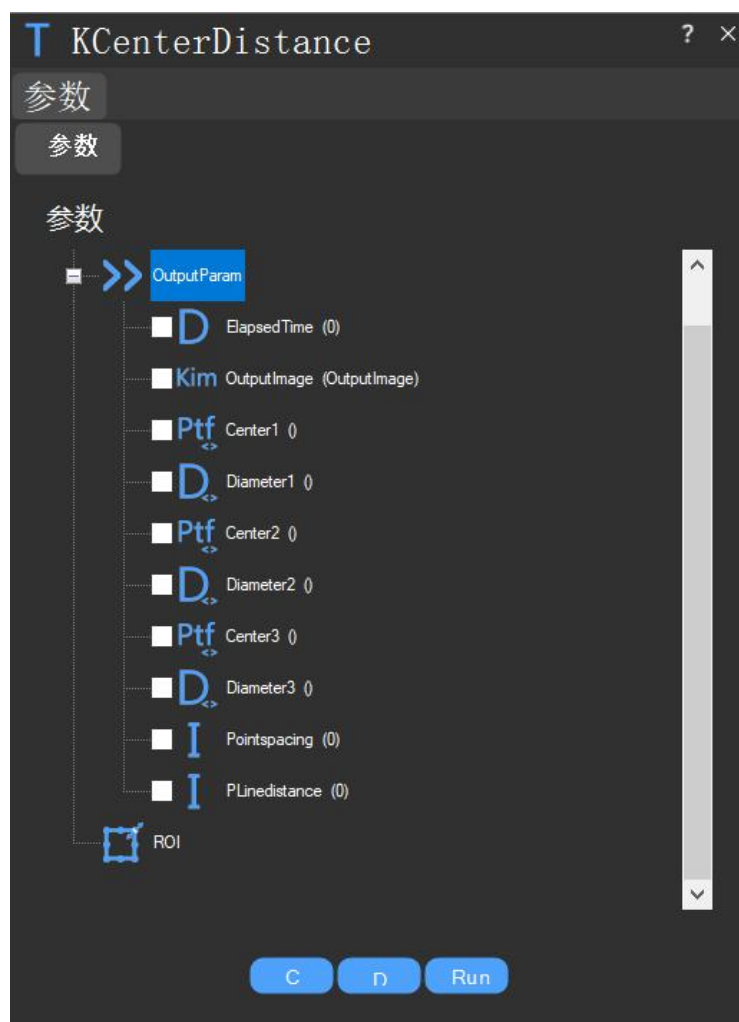 T KCenterDistance ? ×
参数
参数
参数
OutputParam
D ElapsedTime (0)
Kim OutputImage (OutputImage)
Ptf<> Center1 ()
D<> Diameter1 ()
Ptf<> Center2 ()
D<> Diameter2 ()
Ptf<> Center3 ()
D<> Diameter3 ()
I Pointspacing (0)
I PLinedistance (0)
ROI
C D Run